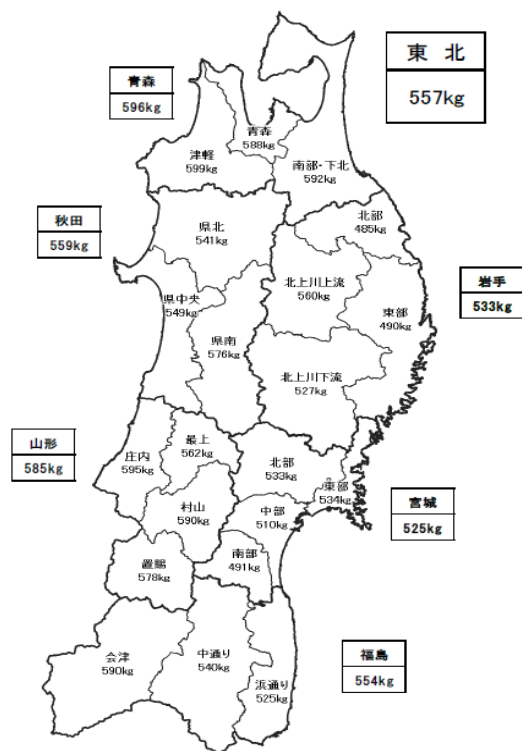 東北
557kg
青森
596kg
青森
588kg
津軽
599kg
南部・下北
592kg
秋田
559kg
県北
541kg
北部
485kg
県中央
549kg
北上川上流
560kg
東部
490kg
岩手
533kg
県南
576kg
北上川下流
527kg
山形
585kg
庄内
595kg
最上
562kg
北部
533kg
東部
534kg
宮城
525kg
村山
590kg
中部
510kg
置賜
578kg
南部
491kg
会津
590kg
中通り
540kg
浜通り
525kg
福島
554kg